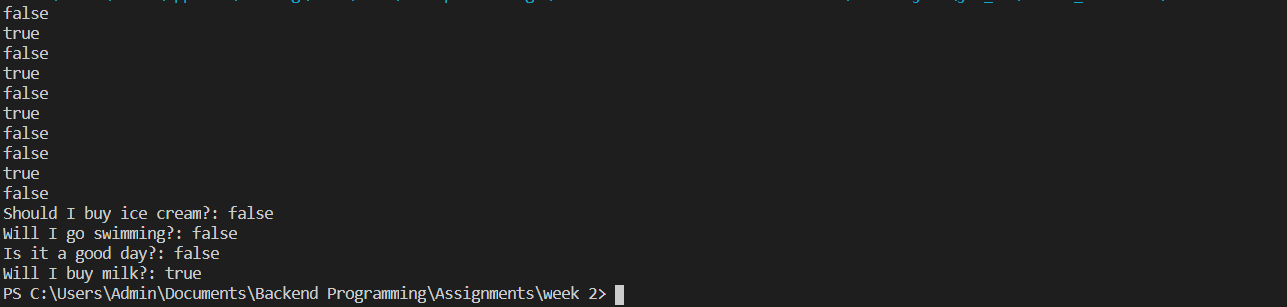 false
true
false
true
false
true
false
false
true
false
Should I buy ice cream?: false
Will I go swimming?: false
Is it a good day?: false
Will I buy milk?: true
PS C:\Users\Admin\Documents\Backend Programming\Assignments\week 2>